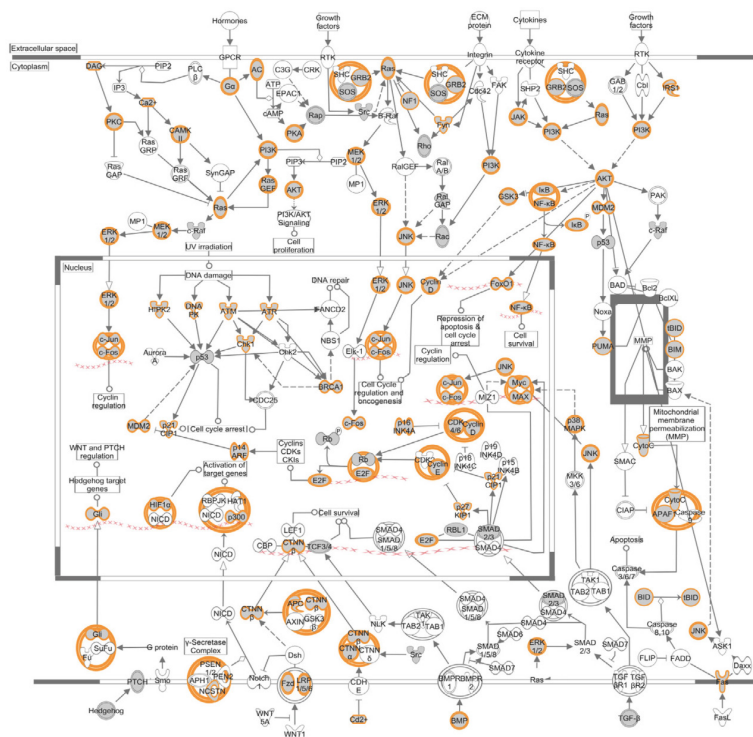 Hormones
Growth
factors
ECM
protein
Cytokines
Growth
factors
Extracellular space
Cytoplasm
DAG
PIP2
PLC
β
GPCR
Gα
AC
C3G
CRK
RTK
SHC
GRB2
SOS
Ras
SHC
GRB2
SOS
Integrin
Cytokine
receptor
SHC
GRB2
SOS
RTK
GAB
1/2
Cbl
IRS1
IP3
Ca2+
ATP
EPAC1
cAMP
Rap
Src
B-Raf
NF1
Fyn
Cdc42
FAK
SHP2
JAK
PI3K
Ras
PI3K
PKC
CAMK
II
Ras
GRP
PKA
Rho
PI3K
Ras
GAP
Ras
GRF
SynGAP
PI3K
PIP3
PIP2
MEK
1/2
MP1
RalGEF
Ral
A/B
PI3K
Ras
GEF
AKT
Ral
GAP
AKT
GSK3
IκB
NF-κB
MDM2
PAK
Ras
PI3K/AKT
Signaling
ERK
1/2
IκB
P
c-Raf
MP1
MEK
1/2
ERK
1/2
c-Raf
Cell
proliferation
JNK
Rac
NF-κB
p53
UV irradiation
Nucleus
DNA damage
DNA repair
ERK
1/2
JNK
Cyclin
D
FoxO1
BAD
Bcl2
BclXL
ERK
1/2
HIPK2
DNA
PK
ATM
ATR
FANCD2
NF-κB
Noxa
Repression of
apoptosis &
cell cycle
arrest
Cell
survival
MMP
tBID
PUMA
BIM
BAK
BAX
c-Jun
c-Fos
Aurora
A
p53
Chk1
Chk2
NBS1
Elk-1
c-Jun
c-Fos
Cyclin
regulation
BRCA1
Cell Cycle
regulation and
oncogenesis
c-Jun
c-Fos
JNK
MIZ1
Myc
MAX
Cyclin
regulation
CDC25
MDM2
p21
CIP1
Cell cycle arrest
c-Fos
p16
INK4A
CDK
4/6
Cyclin
D
p38
MAPK
Mitochondrial
membrane
permeabilization
(MMP)
WNT and PTCH
regulation
p14
ARF
Cyclins
CDKs
CKIs
Rb
P
p18
INK4C
p19
INK4D
JNK
CytoC
Hedgehog target
genes
Activation of
target genes
Rb
E2F
E2F
CDK2
Cyclin
E
p21
CIP1
p15
INK4B
MKK
3/6
SMAC
Gli
HIF1α
NICD
RBPJK
HAT1
NICD
p300
Cell survival
p27
KIP1
CIAP
CytoC
APAF1
Caspase
9
LEF1
CBP
CTNN
β
TCF3/4
SMAD4
SMAD
1/5/8
E2F
RBL1
SMAD
2/3
SMAD4
Apoptosis
NICD
Caspase
3/6/7
TAK1
TAB2
TAB1
NICD
CTNN
β
APC
CTNN
β
AXIN
GSK3
β
NLK
TAK
TAB2
TAB1
SMAD4
SMAD
1/5/8
SMAD
2/3
SMAD4
BID
tBID
Gli
SuFu
Fu
G protein
γ-Secretase
Complex
Dsh
CTNN
α
CTNN
β
CTNN
δ
Src
SMAD
1/5/8
SMAD6
ERK
1/2
SMAD
2/3
SMAD7
Caspase
8,10
JNK
ASK1
PTCH
Smo
PSEN
1/2
PEN2
APH1
NCSTN
Notch
Fzd
LRP
1/5/6
CDH
E
BMPR
1
BMPR
2
SMAD7
Ras
TGF
βR1
TGF
βR2
FLIP
FADD
Daxx
Fas
Hedgehog
WNT
5A
WNT1
Cd2+
BMP
TGF-β
FasL